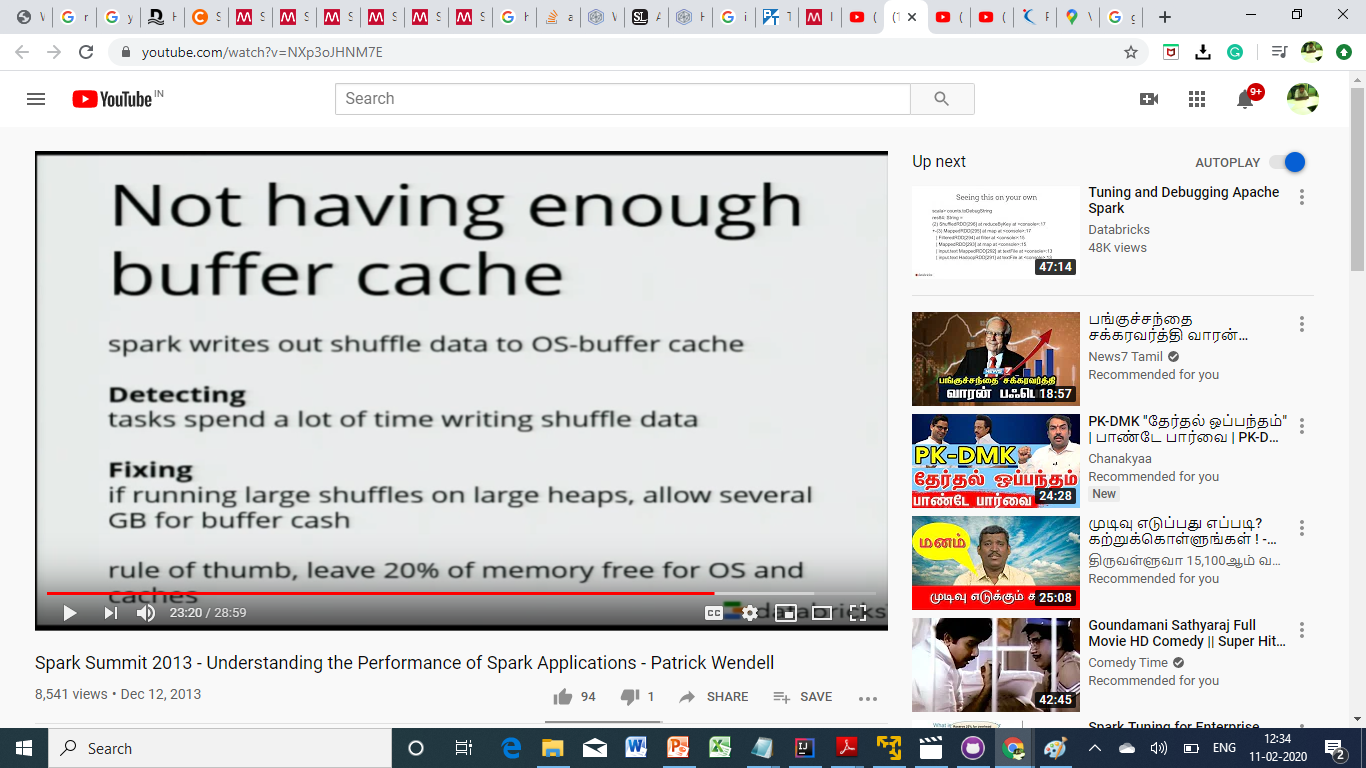 youtube.com/watch?v=NXp3oJHNM7E
YouTube IN
Search
9+
Not having enough
buffer cache
spark writes out shuffle data to OS-buffer cache
Detecting
tasks spend a lot of time writing shuffle data
Fixing
if running large shuffles on large heaps, allow several
GB for buffer cash
rule of thumb, leave 20% of memory free for OS and
caches
databricks
23:20 / 28:59
CC
Spark Summit 2013 - Understanding the Performance of Spark Applications - Patrick Wendell
8,541 views • Dec 12, 2013
94
1
SHARE
SAVE
Up next
AUTOPLAY
Seeing this on your own
47:14
Tuning and Debugging Apache
Spark
Databricks
48K views
பங்குச்சந்தை சக்கரவர்த்தி
வாரன் பஃபெ
18:57
பங்குச்சந்தை
சக்கரவர்த்தி வாரன்...
News7 Tamil
Recommended for you
PK-DMK
தேர்தல் ஒப்பந்தம்
பாண்டே பார்வை
24:28
PK-DMK "தேர்தல் ஒப்பந்தம்"
| பாண்டே பார்வை | PK-D...
Chanakyaa
Recommended for you
New
மனம்
முடிவு எடுக்கும் க
25:08
முடிவு எடுப்பது எப்படி?
கற்றுக்கொள்ளுங்கள் ! -...
திருவள்ளுவா 15,100ஆம் வ...
Recommended for you
42:45
Goundamani Sathyaraj Full
Movie HD Comedy || Super Hit...
Comedy Time
Recommended for you
Spark Tuning for Enterprise
Search
ENG
12:34
11-02-2020
2